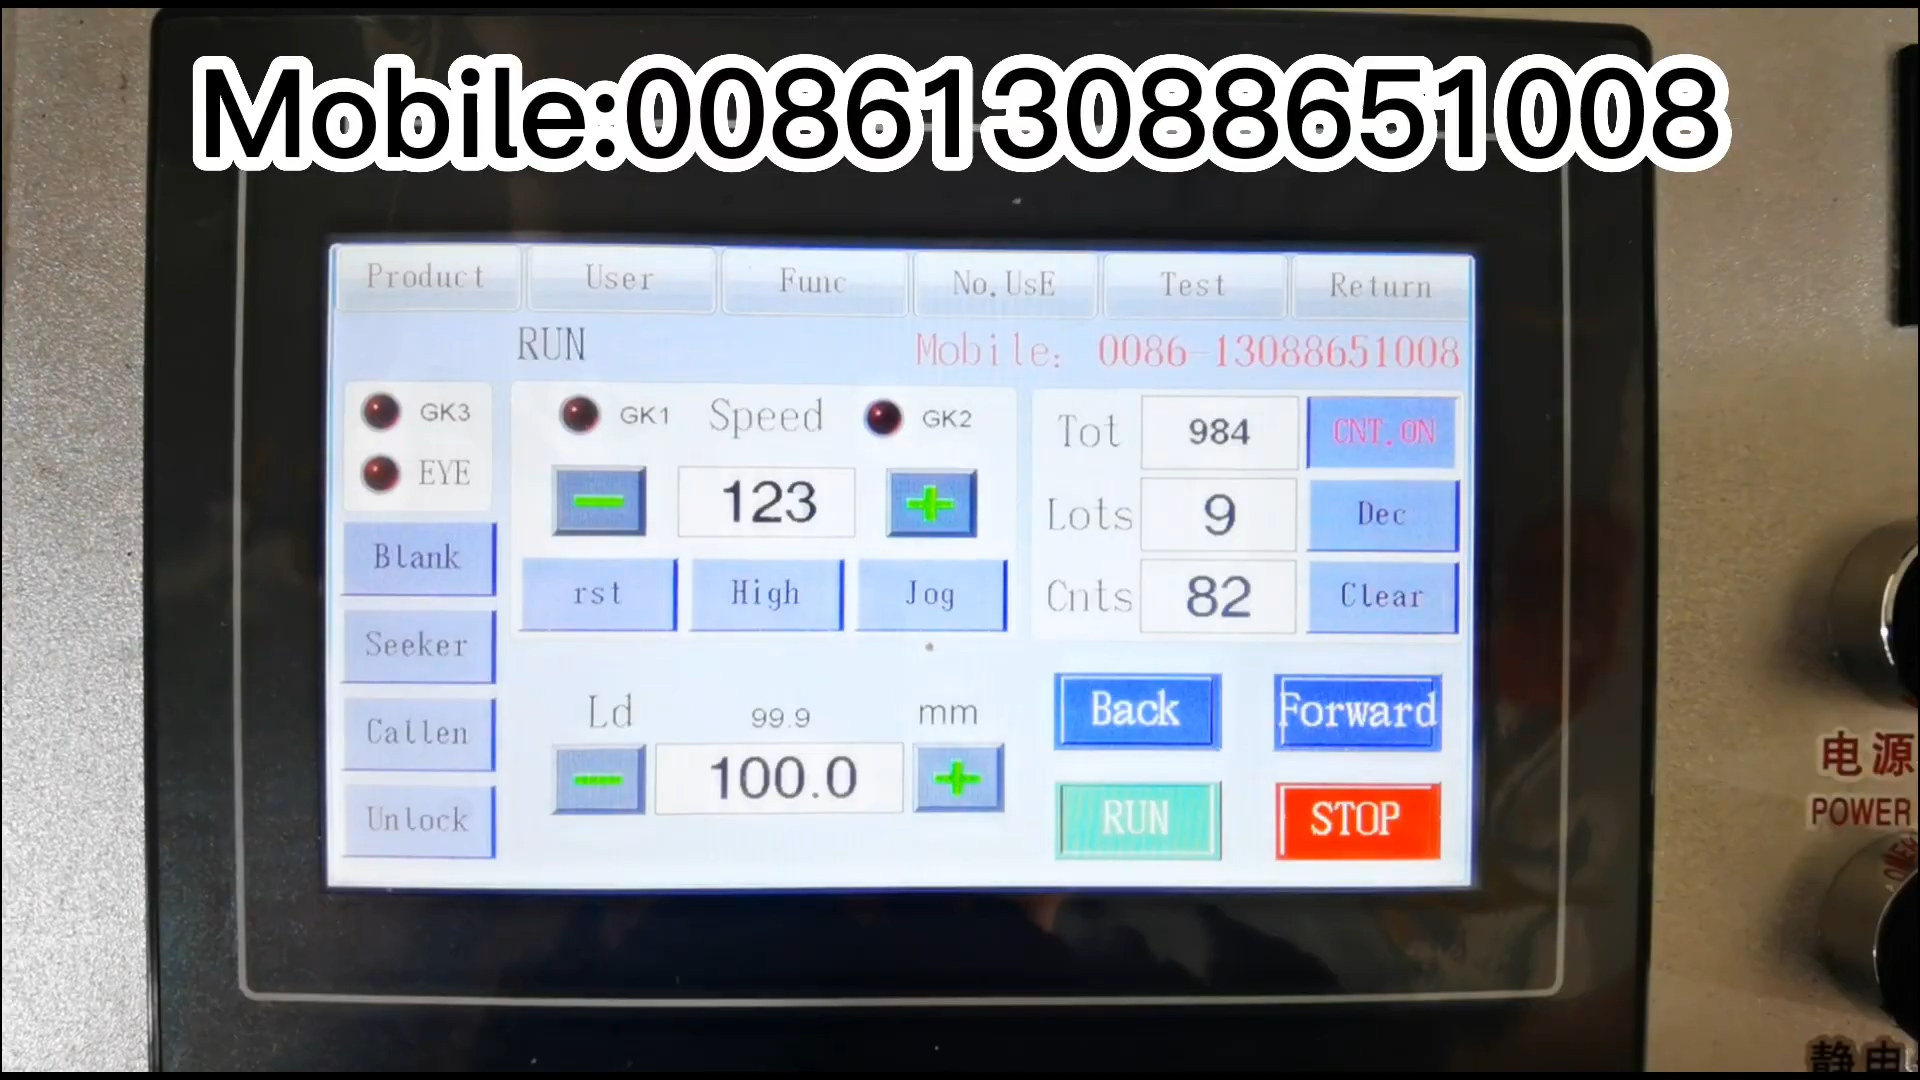 Mobile:008613088651008
Product User Func No.UsE Test Return
RUN Mobile: 0086-13088651008
GK3 GK1 Speed GK2 Tot 984 CNT.ON
EYE 123 Lots 9 Dec
Blank rst High Jog Cnts 82 Clear
Seeker
Ld 99.9 mm Back Forward
Callen
100.0
Unlock RUN STOP
电源
POWER
静电